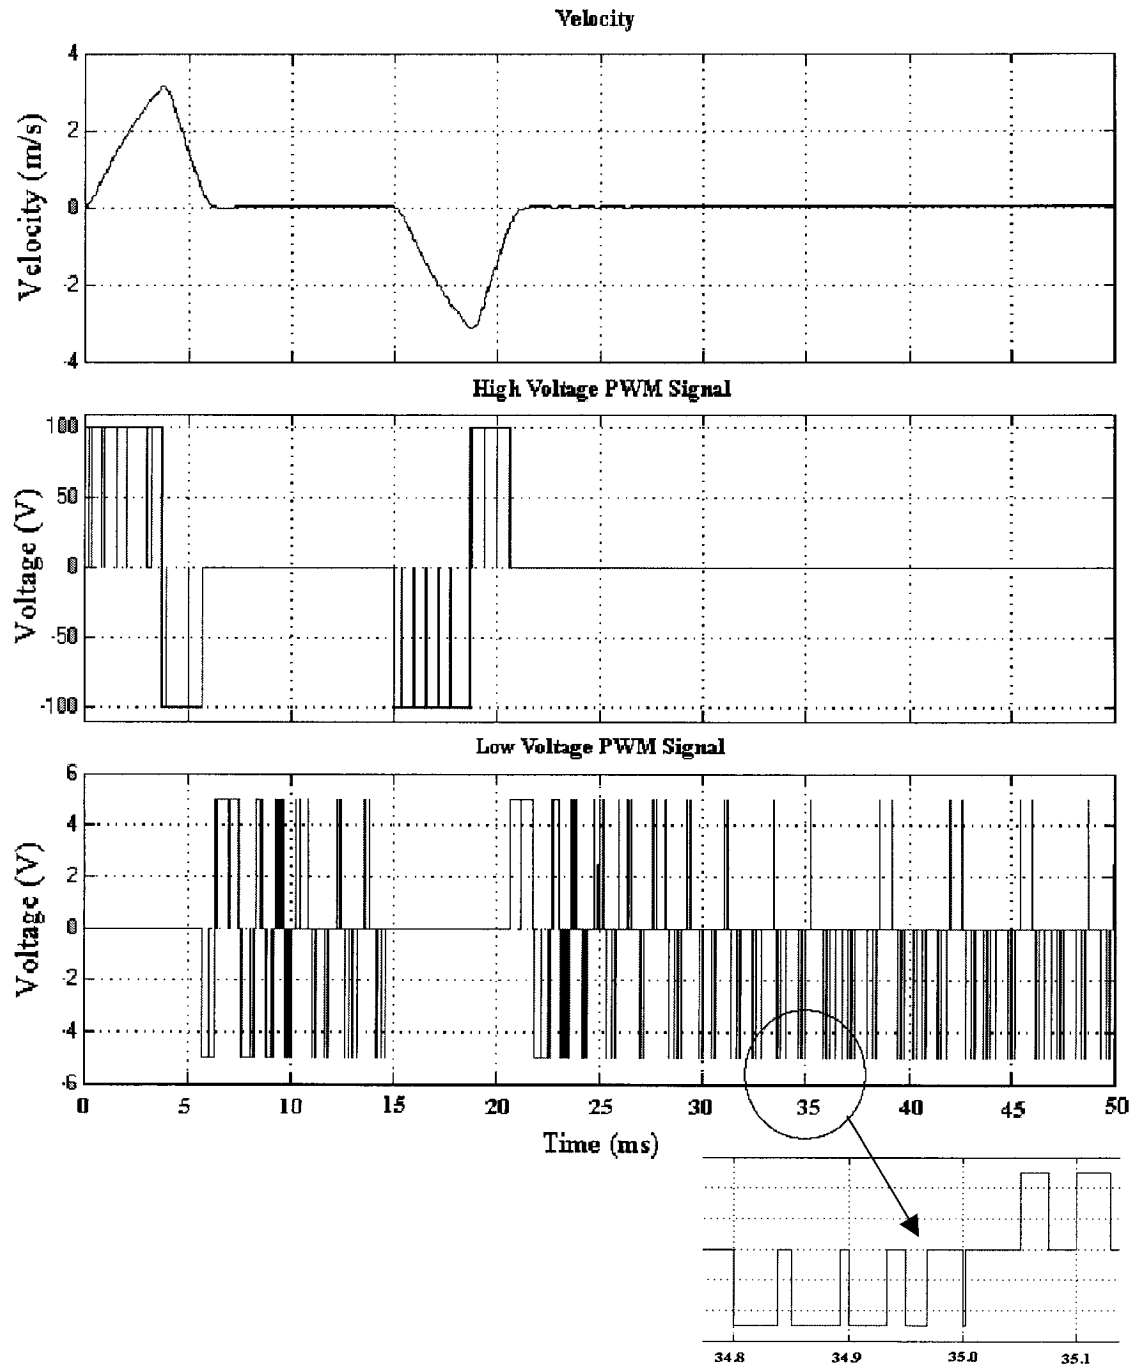 Velocity
4
2
0
-2
-4
Velocity (m/s)
High Voltage PWM Signal
100
50
0
-50
-100
Voltage (V)
Low Voltage PWM Signal
6
4
2
0
-2
-4
-6
Voltage (V)
0 5 10 15 20 25 30 35 40 45 50
Time (ms)
34.8 34.9 35.0 35.1